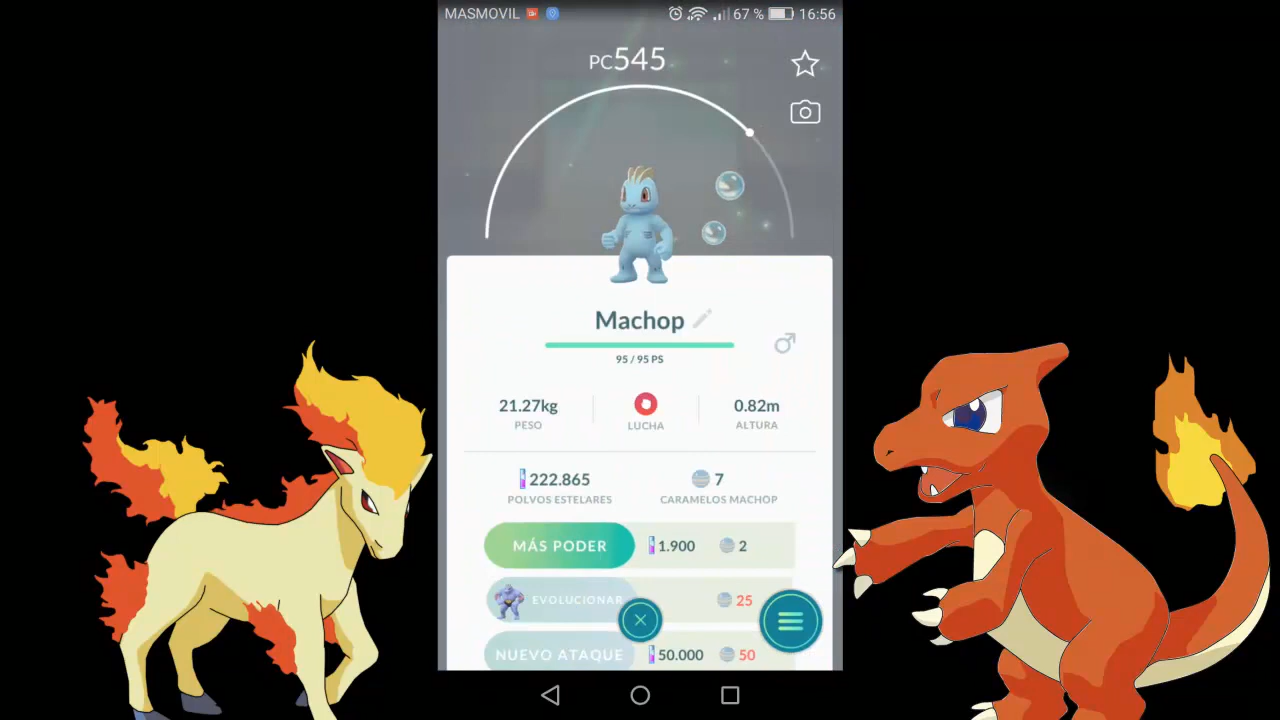 MASMOVIL 67 % 16:56
PC545
Machop
95 / 95 PS
21.27kg 0.82m
PESO LUCHA ALTURA
222.865 7
POLVOS ESTELARES CARAMELOS MACHOP
MÁS PODER 1.900 2
EVOLUCIONAR 25
NUEVO ATAQUE 50.000 50